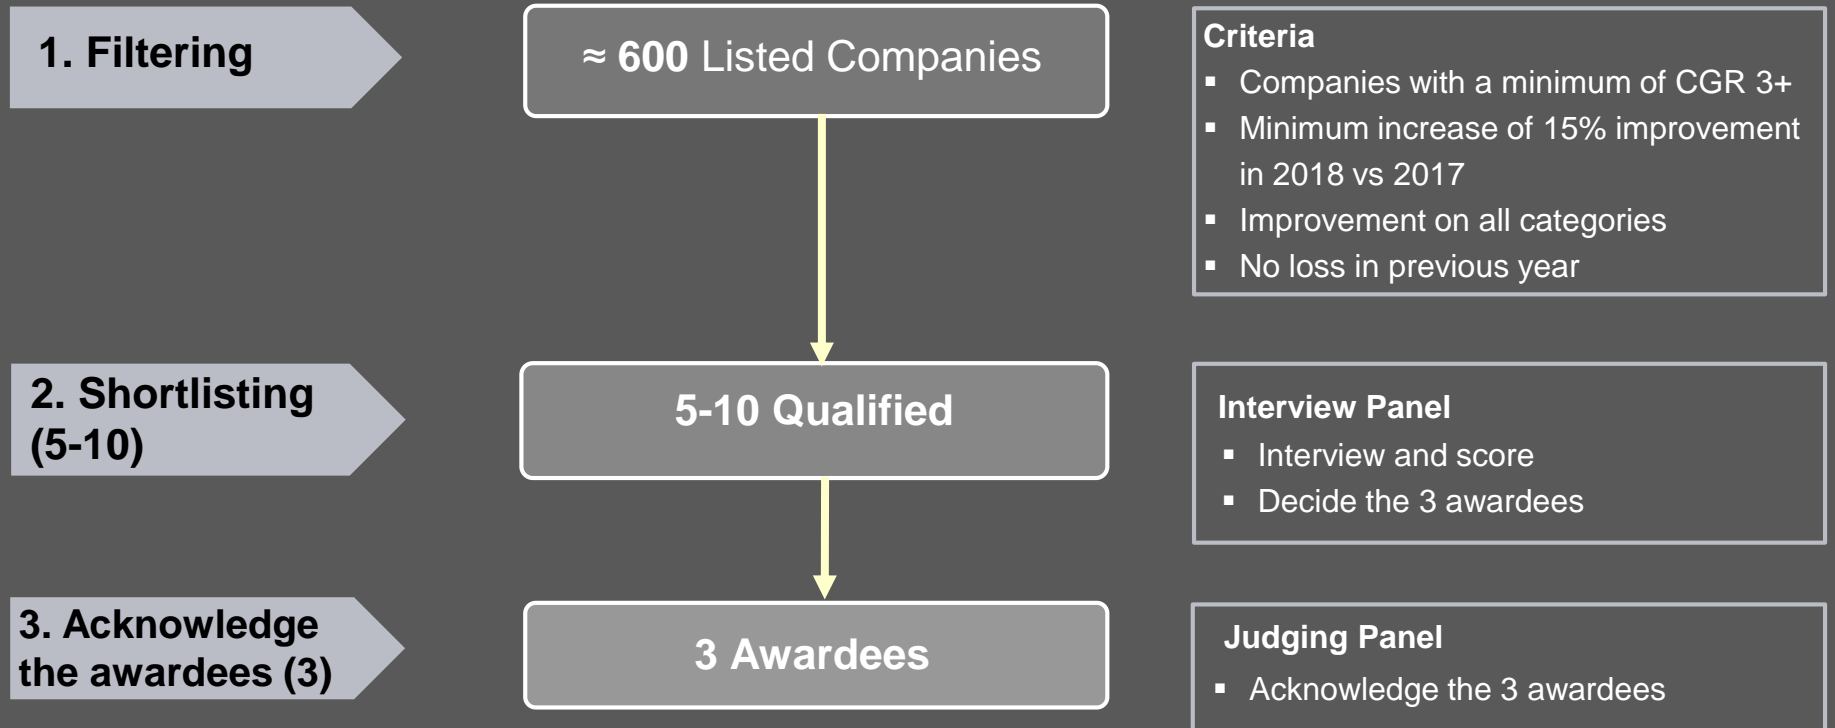 1. Filtering
≈ 600 Listed Companies
Criteria
▪ Companies with a minimum of CGR 3+
▪ Minimum increase of 15% improvement
in 2018 vs 2017
▪ Improvement on all categories
▪ No loss in previous year
2. Shortlisting
(5-10)
5-10 Qualified
Interview Panel
▪ Interview and score
▪ Decide the 3 awardees
3. Acknowledge
the awardees (3)
3 Awardees
Judging Panel
▪ Acknowledge the 3 awardees